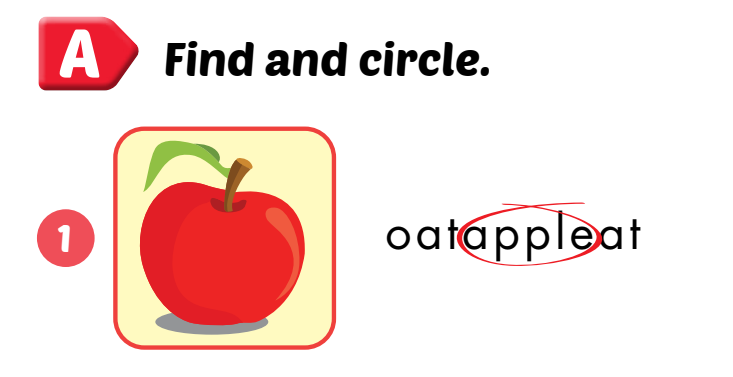 A Find and circle.
1 oatappleat